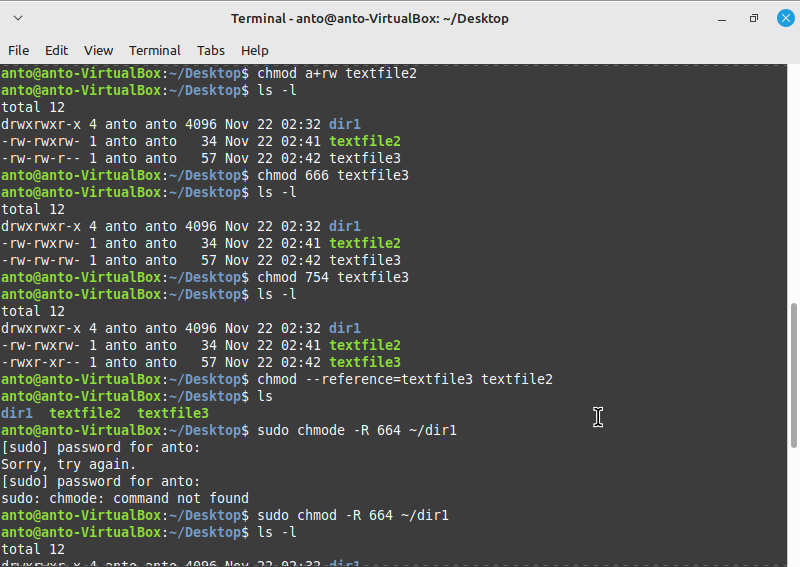 Terminal - anto@anto-VirtualBox: ~/Desktop
File Edit View Terminal Tabs Help
anto@anto-VirtualBox:~/Desktop$ chmod a+rw textfile2
anto@anto-VirtualBox:~/Desktop$ ls -l
total 12
drwxrwxr-x 4 anto anto 4096 Nov 22 02:32 dir1
-rw-rwxrw- 1 anto anto   34 Nov 22 02:41 textfile2
-rw-rw-r-- 1 anto anto   57 Nov 22 02:42 textfile3
anto@anto-VirtualBox:~/Desktop$ chmod 666 textfile3
anto@anto-VirtualBox:~/Desktop$ ls -l
total 12
drwxrwxr-x 4 anto anto 4096 Nov 22 02:32 dir1
-rw-rwxrw- 1 anto anto   34 Nov 22 02:41 textfile2
-rw-rw-rw- 1 anto anto   57 Nov 22 02:42 textfile3
anto@anto-VirtualBox:~/Desktop$ chmod 754 textfile3
anto@anto-VirtualBox:~/Desktop$ ls -l
total 12
drwxrwxr-x 4 anto anto 4096 Nov 22 02:32 dir1
-rw-rwxrw- 1 anto anto   34 Nov 22 02:41 textfile2
-rwxr-xr-- 1 anto anto   57 Nov 22 02:42 textfile3
anto@anto-VirtualBox:~/Desktop$ chmod --reference=textfile3 textfile2
anto@anto-VirtualBox:~/Desktop$ ls
dir1  textfile2  textfile3
anto@anto-VirtualBox:~/Desktop$ sudo chmode -R 664 ~/dir1
[sudo] password for anto:
Sorry, try again.
[sudo] password for anto:
sudo: chmode: command not found
anto@anto-VirtualBox:~/Desktop$ sudo chmod -R 664 ~/dir1
anto@anto-VirtualBox:~/Desktop$ ls -l
total 12
drwxrwxr-x 4 anto anto 4096 Nov 22 02:32 dir1